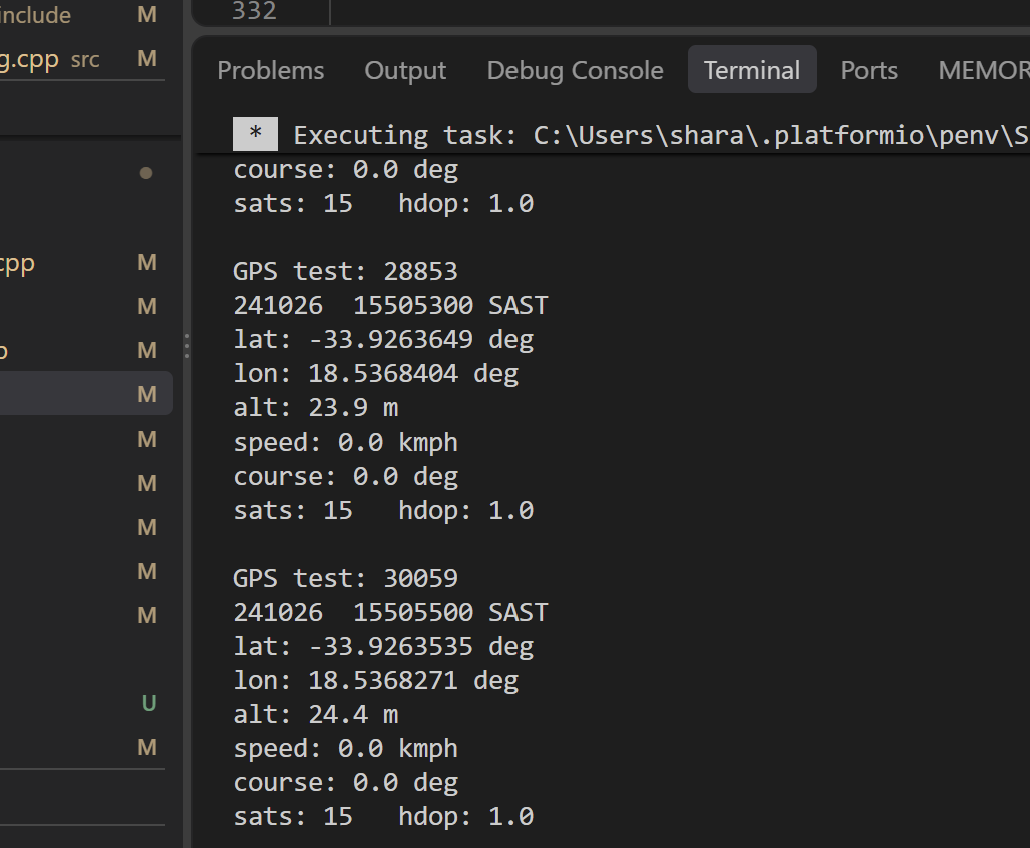 include M
g.cpp src M
cpp M
M
M
M
M
M
M
M
M
U
M
332
Problems Output Debug Console Terminal Ports MEMOR
* Executing task: C:\Users\shara\.platformio\penv\S
course: 0.0 deg
sats: 15 hdop: 1.0
GPS test: 28853
241026 15505300 SAST
lat: -33.9263649 deg
lon: 18.5368404 deg
alt: 23.9 m
speed: 0.0 kmph
course: 0.0 deg
sats: 15 hdop: 1.0
GPS test: 30059
241026 15505500 SAST
lat: -33.9263535 deg
lon: 18.5368271 deg
alt: 24.4 m
speed: 0.0 kmph
course: 0.0 deg
sats: 15 hdop: 1.0